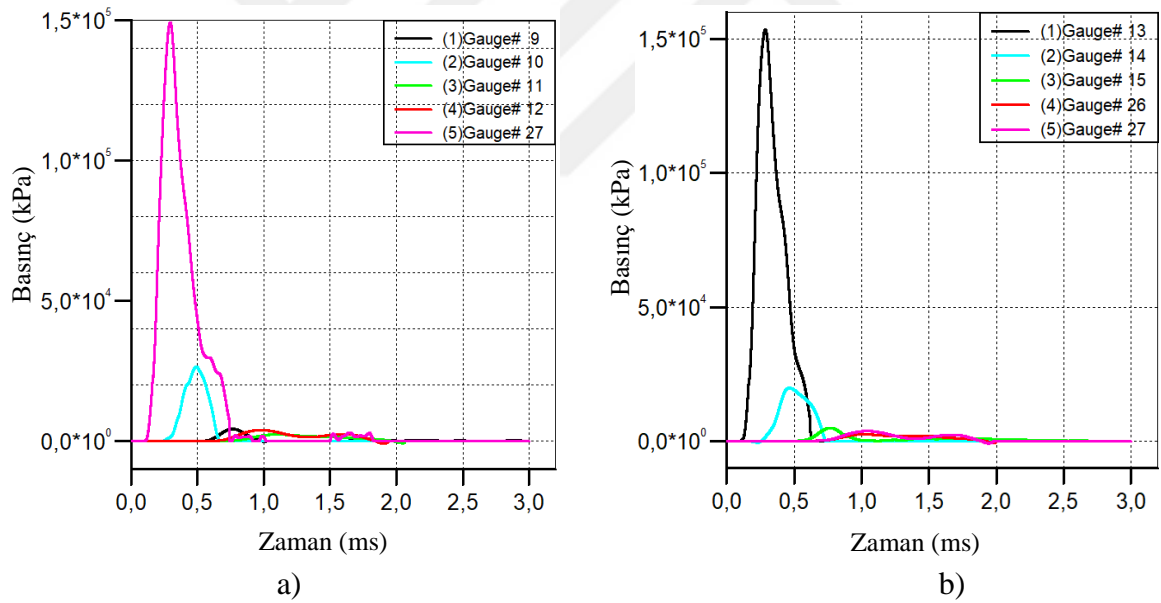 1,5*10⁵
1,0*10⁵
5,0*10⁴
0,0*10⁰
Basınç (kPa)
(1)Gauge# 9
(2)Gauge# 10
(3)Gauge# 11
(4)Gauge# 12
(5)Gauge# 27
0,0 0,5 1,0 1,5 2,0 2,5 3,0
Zaman (ms)
a)
1,5*10⁵
1,0*10⁵
5,0*10⁴
0,0*10⁰
Basınç (kPa)
(1)Gauge# 13
(2)Gauge# 14
(3)Gauge# 15
(4)Gauge# 26
(5)Gauge# 27
0,0 0,5 1,0 1,5 2,0 2,5 3,0
Zaman (ms)
b)